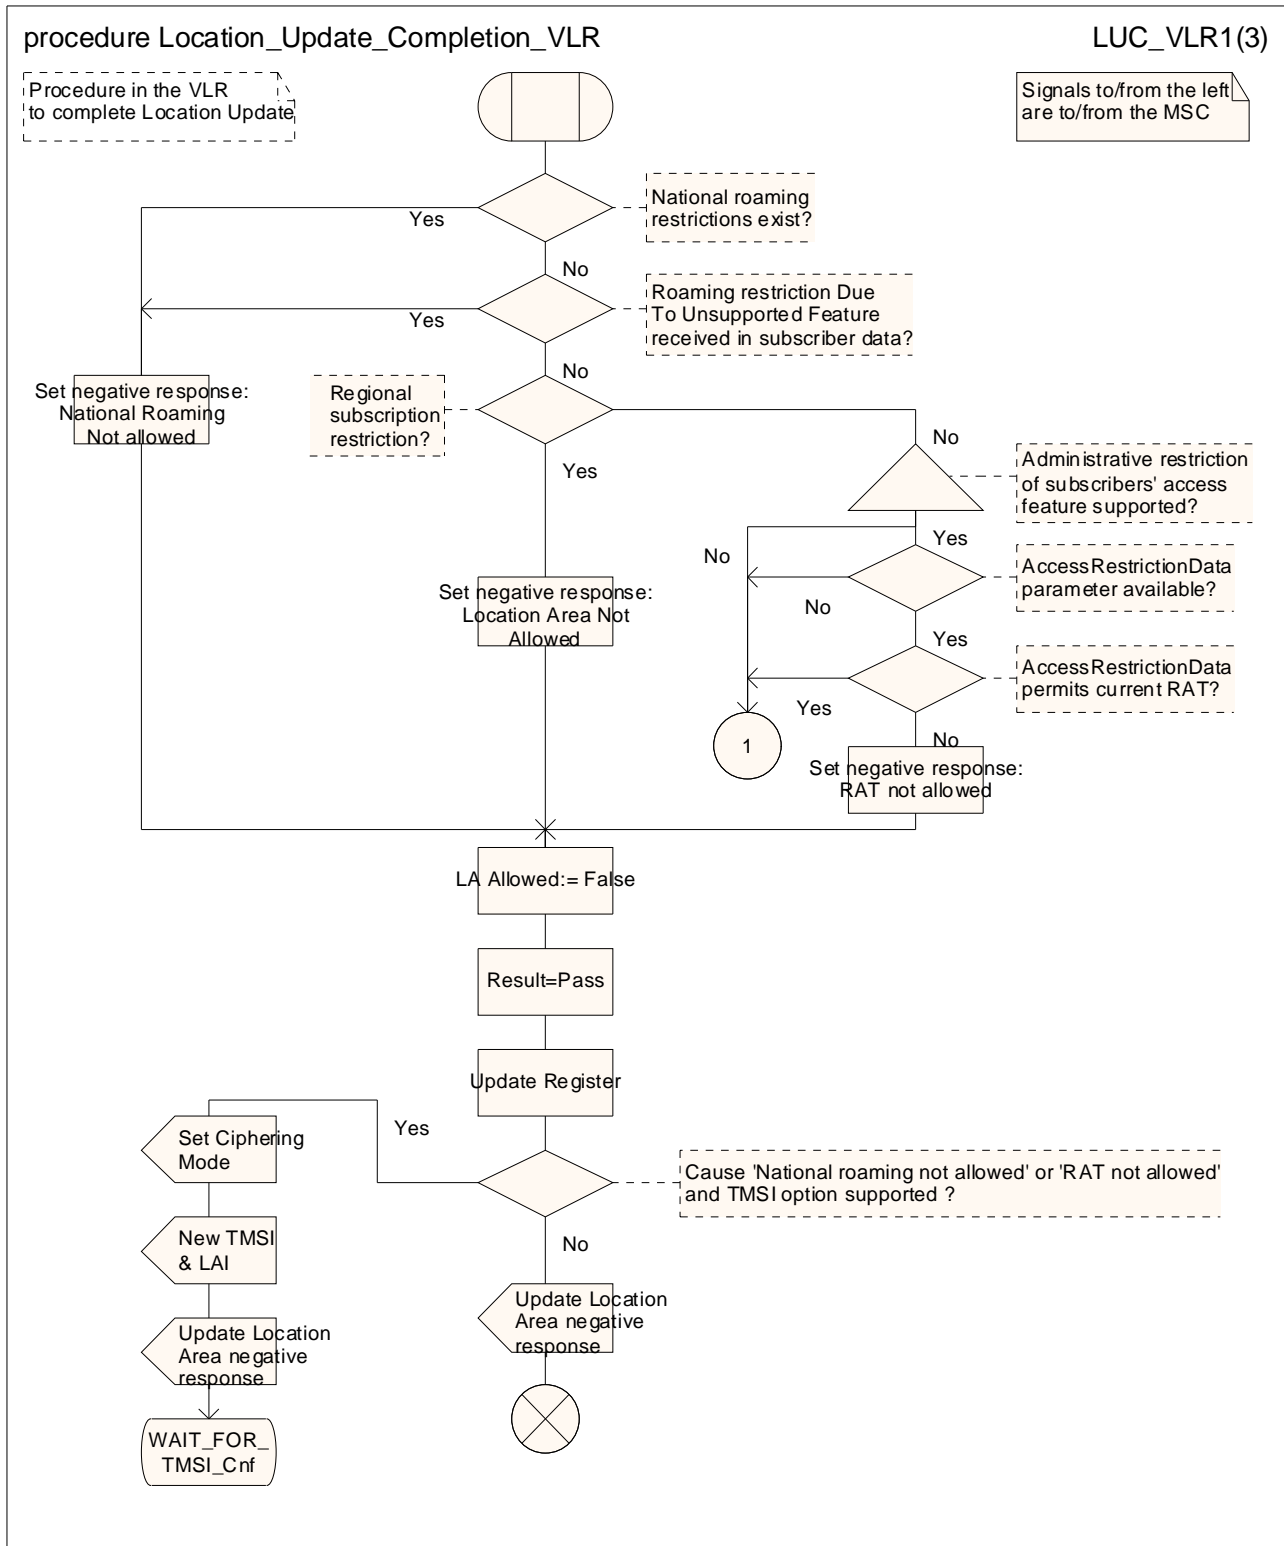 procedure Location_Update_Completion_VLR
LUC_VLR1(3)
Procedure in the VLR
to complete Location Update
Signals to/from the left
are to/from the MSC
National roaming
restrictions exist?
Yes
No
Roaming restriction Due
To Unsupported Feature
received in subscriber data?
Yes
No
Set negative response:
National Roaming
Not allowed
Regional
subscription
restriction?
No
Yes
Administrative restriction
of subscribers' access
feature supported?
Yes
No
AccessRestrictionData
parameter available?
No
Yes
Set negative response:
Location Area Not
Allowed
AccessRestrictionData
permits current RAT?
Yes
No
1
Set negative response:
RAT not allowed
LA Allowed:= False
Result=Pass
Update Register
Yes
Set Ciphering
Mode
Cause 'National roaming not allowed' or 'RAT not allowed'
and TMSI option supported ?
No
New TMSI
& LAI
Update Location
Area negative
response
Update Location
Area negative
response
WAIT_FOR_
TMSI_Cnf